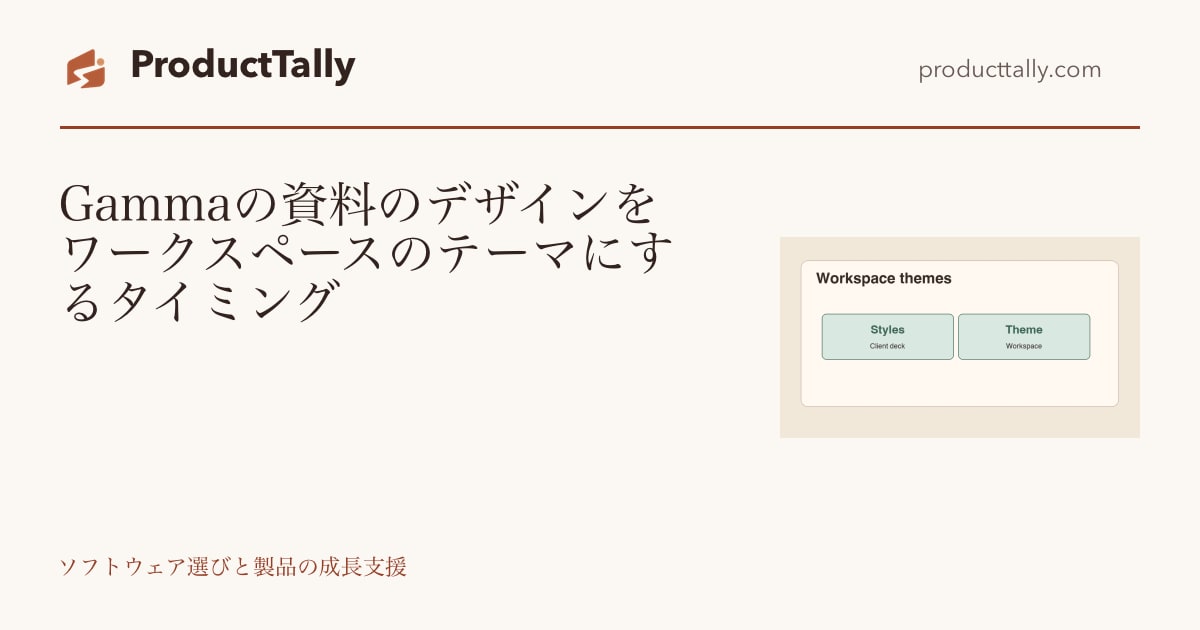 ProductTally
producttally.com
Gammaの資料のデザインを
ワークスペースのテーマにす
るタイミング
Workspace themes
Styles
Client deck
Theme
Workspace
ソフトウェア選びと製品の成長支援